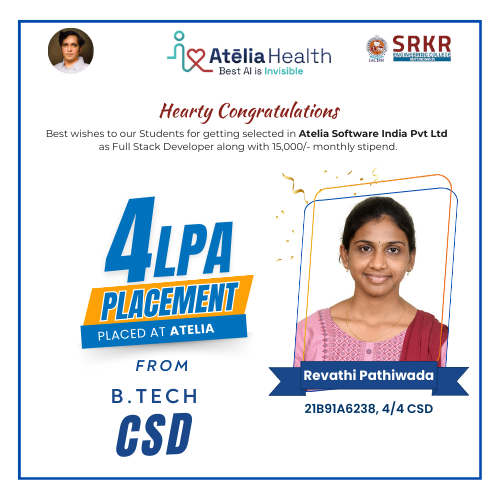 Atēlia Health
Best AI is Invisible
SRKR
ENGINEERING COLLEGE
AUTONOMOUS
Hearty Congratulations
Best wishes to our Students for getting selected in Atelia Software India Pvt Ltd
as Full Stack Developer along with 15,000/- monthly stipend.
4LPA
PLACEMENT
PLACED AT ATELIA
FROM
B.TECH
CSD
Revathi Pathiwada
21B91A6238, 4/4 CSD